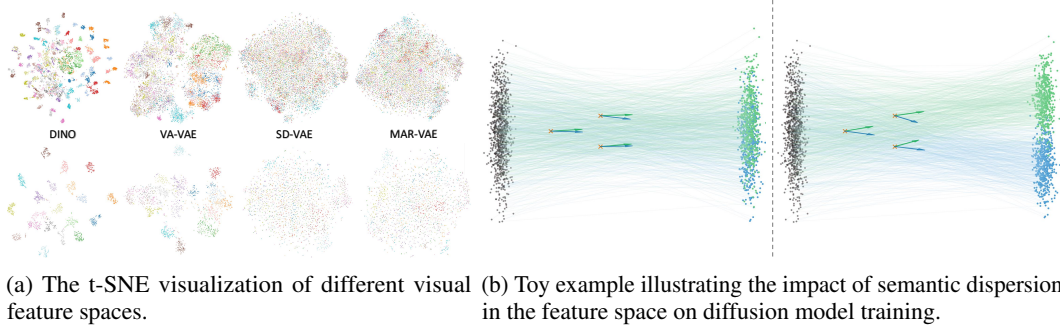 DINO VA-VAE SD-VAE MAR-VAE
(a) The t-SNE visualization of different visual
feature spaces.
(b) Toy example illustrating the impact of semantic dispersion
in the feature space on diffusion model training.